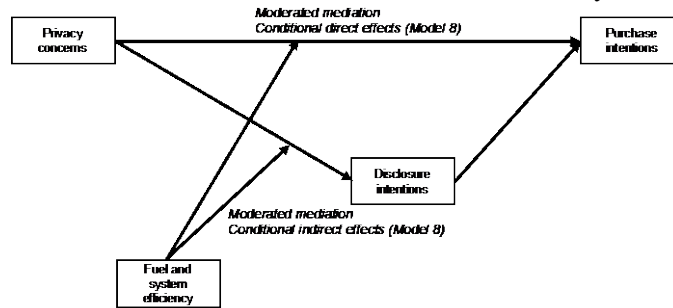 Moderated mediation
Conditional direct effects (Model 8)
Privacy
concerns
Purchase
intentions
Disclosure
intentions
Moderated mediation
Conditional indirect effects (Model 8)
Fuel and
system
efficiency